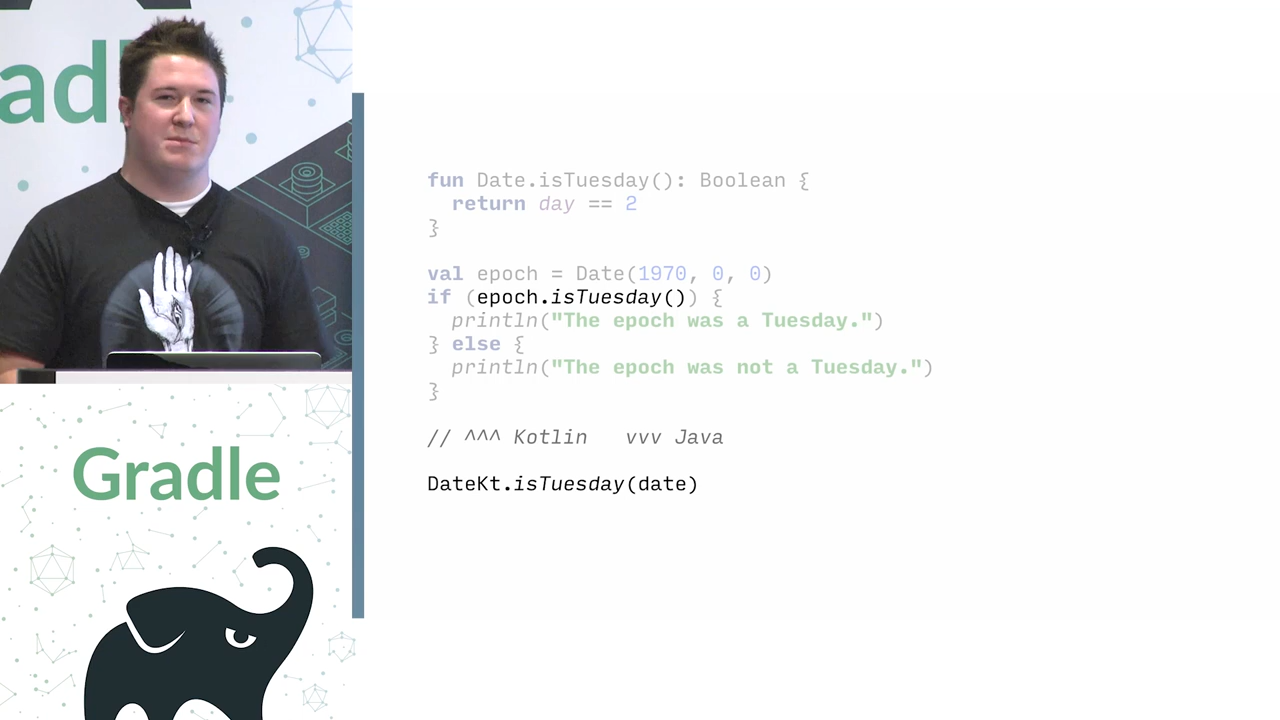 adl
Gradle
fun Date.isTuesday(): Boolean {
  return day == 2
}
val epoch = Date(1970, 0, 0)
if (epoch.isTuesday()) {
  println("The epoch was a Tuesday.")
} else {
  println("The epoch was not a Tuesday.")
}
// ^^^ Kotlin   vvv Java
DateKt.isTuesday(date)